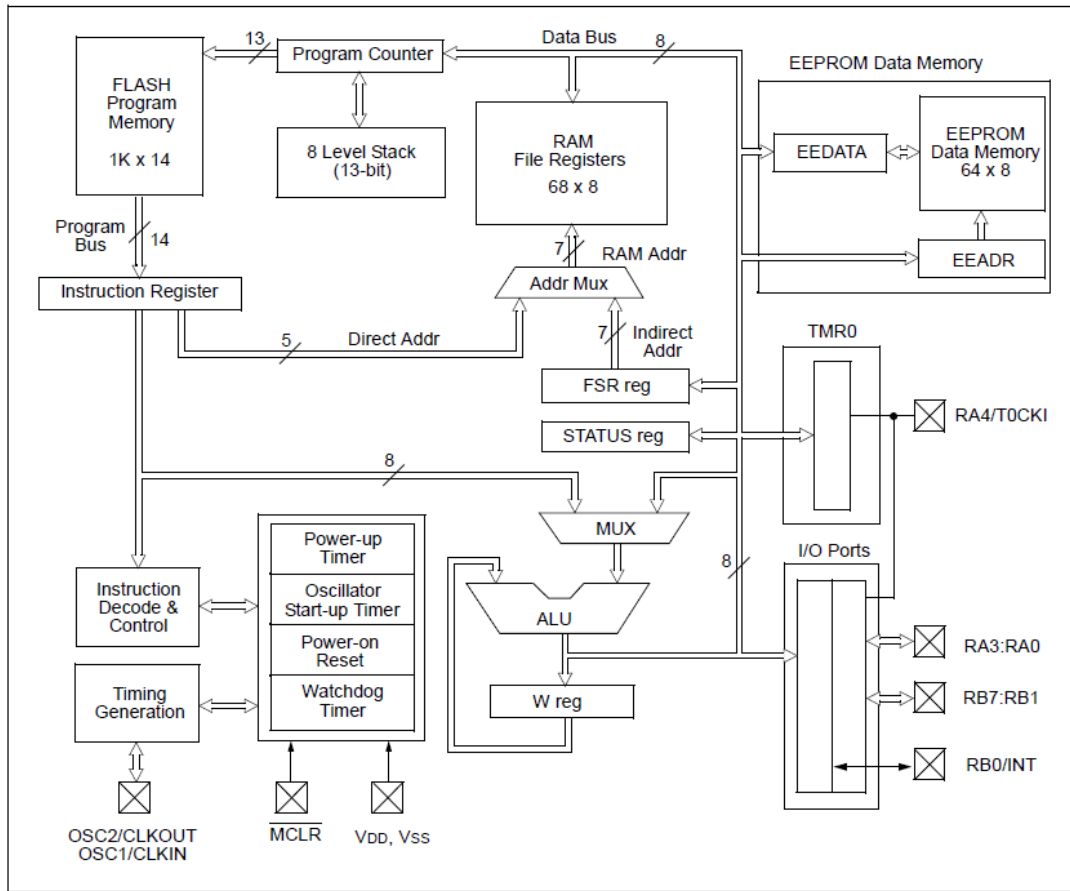 13
Program Counter
Data Bus
8
EEPROM Data Memory
FLASH
Program
Memory
1K x 14
8 Level Stack
(13-bit)
RAM
File Registers
68 x 8
EEDATA
EEPROM
Data Memory
64 x 8
EEADR
Program
Bus
14
Instruction Register
7
RAM Addr
Addr Mux
5
Direct Addr
7
Indirect
Addr
FSR reg
STATUS reg
TMR0
RA4/T0CKI
8
MUX
8
I/O Ports
ALU
W reg
Instruction
Decode &
Control
Timing
Generation
Power-up
Timer
Oscillator
Start-up Timer
Power-on
Reset
Watchdog
Timer
RA3:RA0
RB7:RB1
RB0/INT
OSC2/CLKOUT
OSC1/CLKIN
MCLR
VDD, VSS